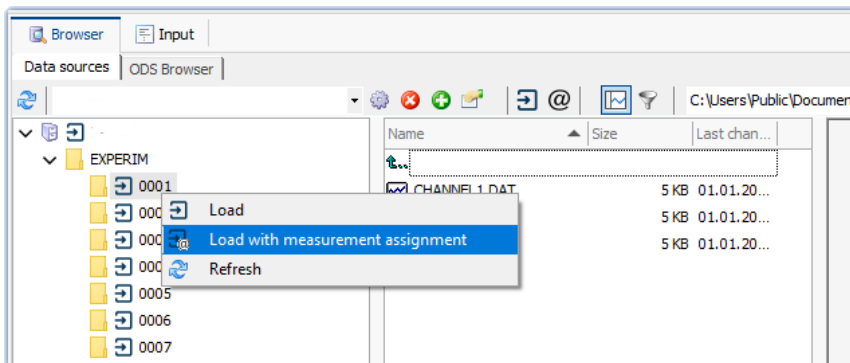 Browser Input
Data sources ODS Browser
@ C:\Users\Public\Documen
Name Size Last chan...
EXPERIM
..
0001 CHANNEL1.DAT 5 KB 01.01.20...
000 Load 5 KB 01.01.20...
000 @ Load with measurement assignment 5 KB 01.01.20...
000 Refresh
0005
0006
0007